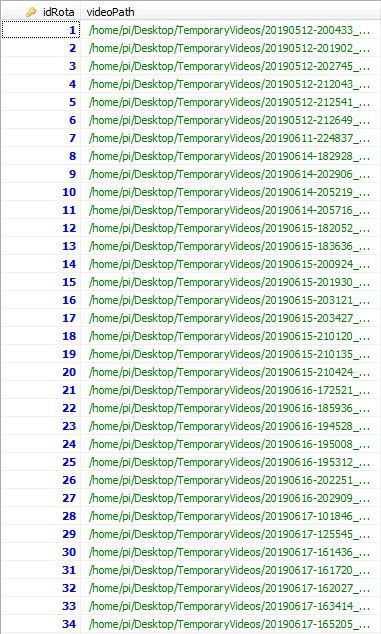 idRota videoPath
1 /home/pi/Desktop/TemporaryVideos/20190512-200433_...
2 /home/pi/Desktop/TemporaryVideos/20190512-201902_...
3 /home/pi/Desktop/TemporaryVideos/20190512-202745_...
4 /home/pi/Desktop/TemporaryVideos/20190512-212043_...
5 /home/pi/Desktop/TemporaryVideos/20190512-212541_...
6 /home/pi/Desktop/TemporaryVideos/20190512-212649_...
7 /home/pi/Desktop/TemporaryVideos/20190611-224837_...
8 /home/pi/Desktop/TemporaryVideos/20190614-182928_...
9 /home/pi/Desktop/TemporaryVideos/20190614-202906_...
10 /home/pi/Desktop/TemporaryVideos/20190614-205219_...
11 /home/pi/Desktop/TemporaryVideos/20190614-205716_...
12 /home/pi/Desktop/TemporaryVideos/20190615-182052_...
13 /home/pi/Desktop/TemporaryVideos/20190615-183636_...
14 /home/pi/Desktop/TemporaryVideos/20190615-200924_...
15 /home/pi/Desktop/TemporaryVideos/20190615-201930_...
16 /home/pi/Desktop/TemporaryVideos/20190615-203121_...
17 /home/pi/Desktop/TemporaryVideos/20190615-203427_...
18 /home/pi/Desktop/TemporaryVideos/20190615-210120_...
19 /home/pi/Desktop/TemporaryVideos/20190615-210135_...
20 /home/pi/Desktop/TemporaryVideos/20190615-210424_...
21 /home/pi/Desktop/TemporaryVideos/20190616-172521_...
22 /home/pi/Desktop/TemporaryVideos/20190616-185936_...
23 /home/pi/Desktop/TemporaryVideos/20190616-194528_...
24 /home/pi/Desktop/TemporaryVideos/20190616-195008_...
25 /home/pi/Desktop/TemporaryVideos/20190616-195312_...
26 /home/pi/Desktop/TemporaryVideos/20190616-202251_...
27 /home/pi/Desktop/TemporaryVideos/20190616-202909_...
28 /home/pi/Desktop/TemporaryVideos/20190617-101846_...
29 /home/pi/Desktop/TemporaryVideos/20190617-125545_...
30 /home/pi/Desktop/TemporaryVideos/20190617-161436_...
31 /home/pi/Desktop/TemporaryVideos/20190617-161720_...
32 /home/pi/Desktop/TemporaryVideos/20190617-162027_...
33 /home/pi/Desktop/TemporaryVideos/20190617-163414_...
34 /home/pi/Desktop/TemporaryVideos/20190617-165205_...